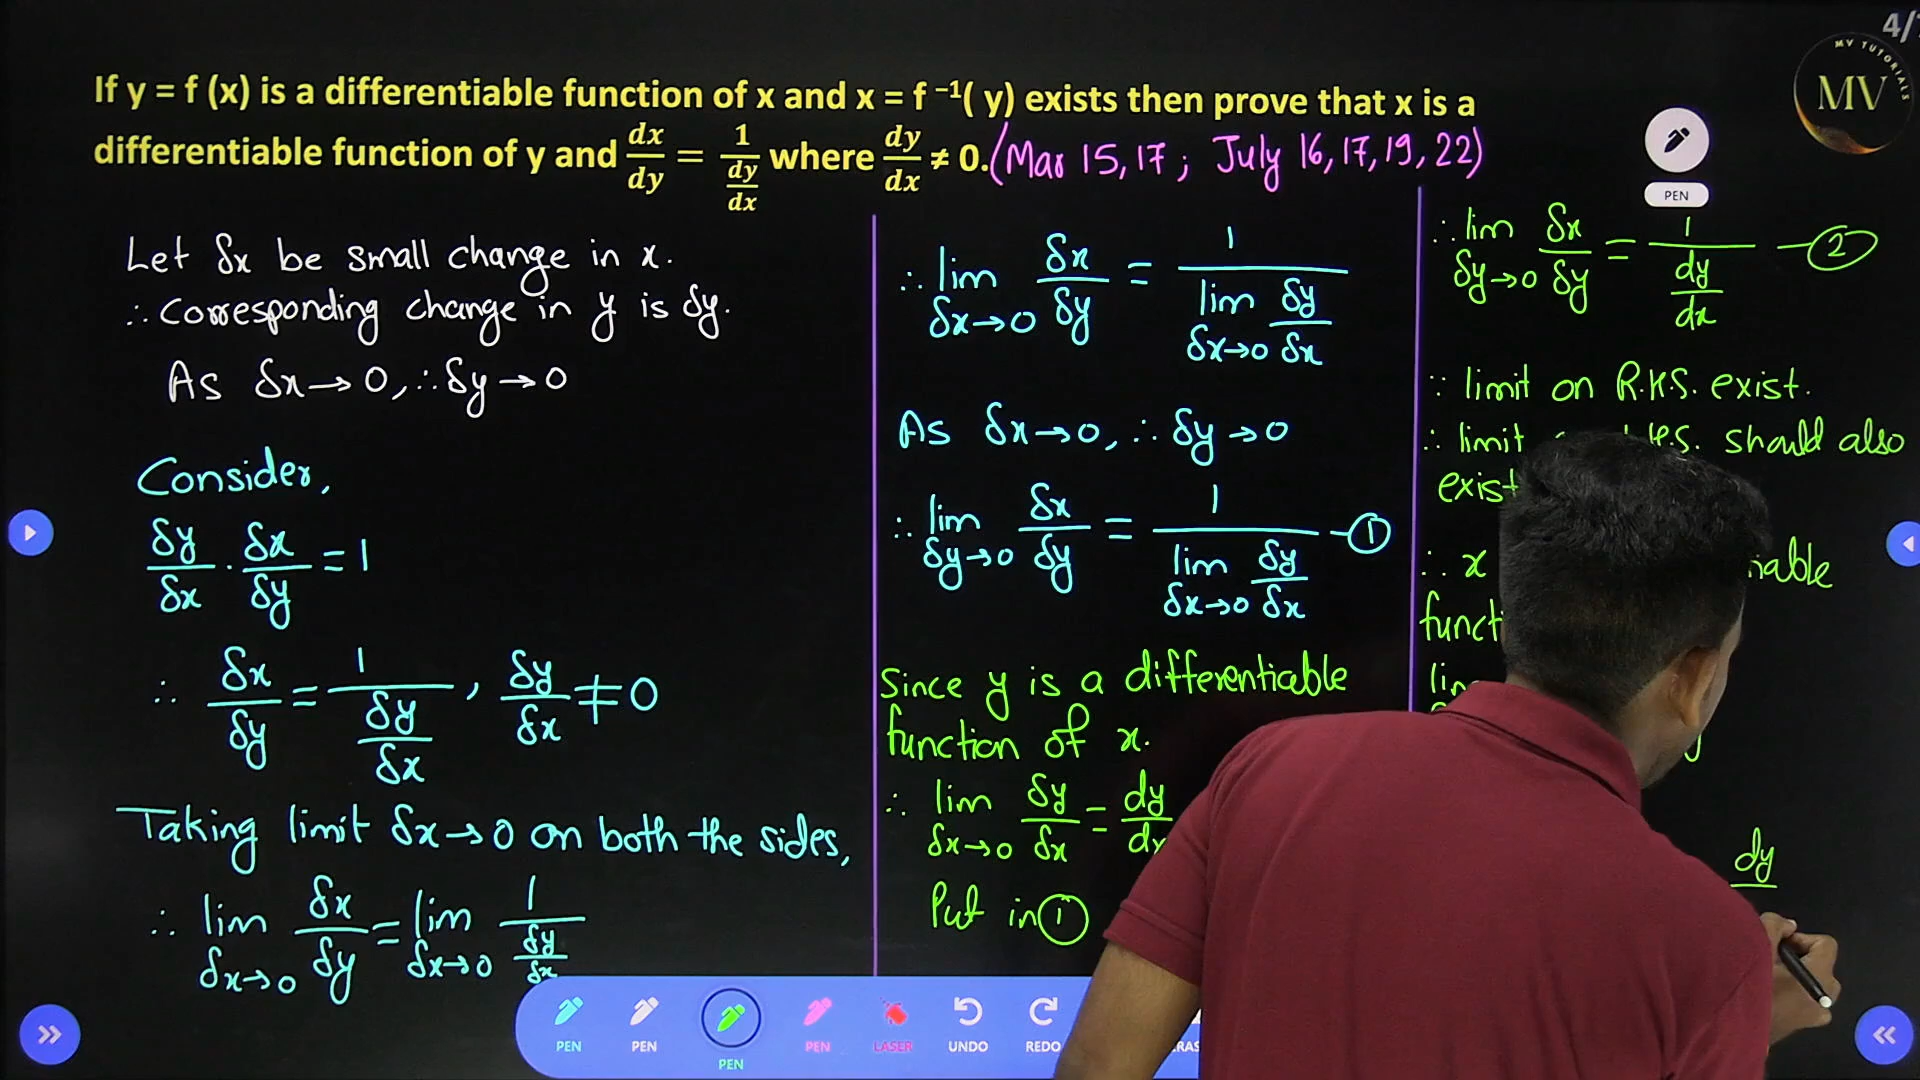 4/
MV TUTORIALS
MV
If y = f (x) is a differentiable function of x and x = f ⁻¹( y) exists then prove that x is a
differentiable function of y and dx/dy = 1/(dy/dx) where dy/dx ≠ 0. (Mar 15, 17 ; July 16, 17, 19, 22)
PEN
Let δx be small change in x.
∴ Corresponding change in y is δy.
As δx → 0, ∴ δy → 0
Consider,
δy/δx · δx/δy = 1
∴ δx/δy = 1/(δy/δx) , δy/δx ≠ 0
Taking limit δx → 0 on both the sides,
∴ lim δx→0 δx/δy = lim δx→0 1/(δy/δx)
∴ lim δx→0 δx/δy = 1/(lim δx→0 δy/δx)
As δx → 0, ∴ δy → 0
∴ lim δy→0 δx/δy = 1/(lim δx→0 δy/δx) — ①
Since y is a differentiable
function of x.
∴ lim δx→0 δy/δx = dy/dx
Put in ①
∴ lim δy→0 δx/δy = 1/(dy/dx) — ②
∵ limit on R.H.S. exist.
∴ limit H.S. should also
exist
∴ x
dy
PEN
PEN
PEN
PEN
LASER
UNDO
REDO